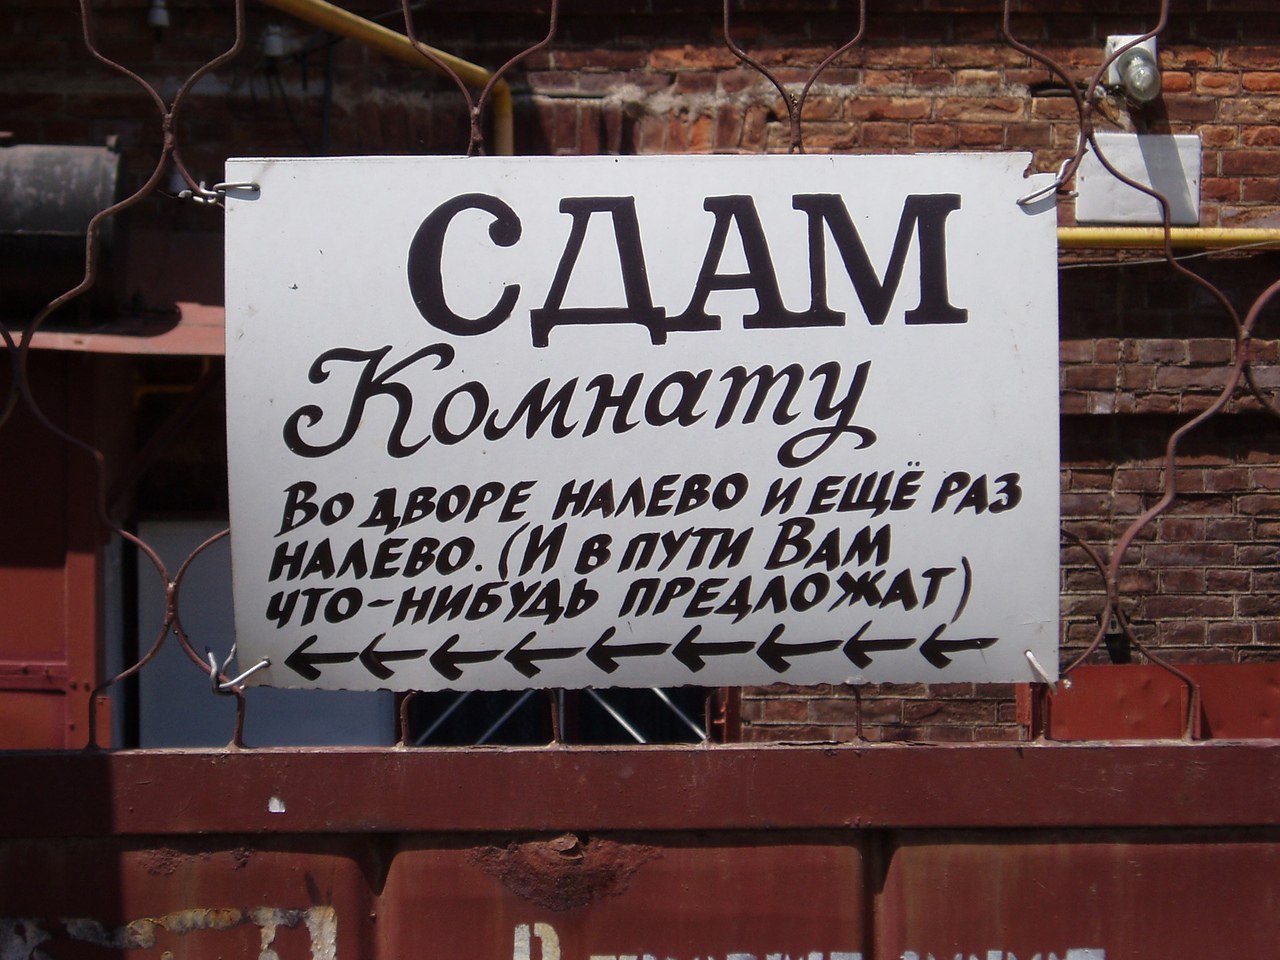 СДАМ
Комнату
Во дворе налево и ещё раз
налево. (И в пути Вам
что-нибудь предложат)